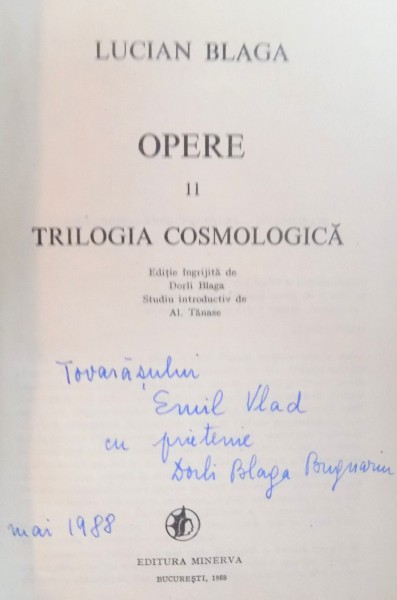 LUCIAN BLAGA
OPERE
11
TRILOGIA COSMOLOGICĂ
Ediție îngrijită de
Dorli Blaga
Studiu introductiv de
Al. Tănase
Tovarășului
Emil Vlad
cu prietenie
Dorli Blaga Bugnariu
mai 1988
EDITURA MINERVA
BUCUREȘTI, 1988